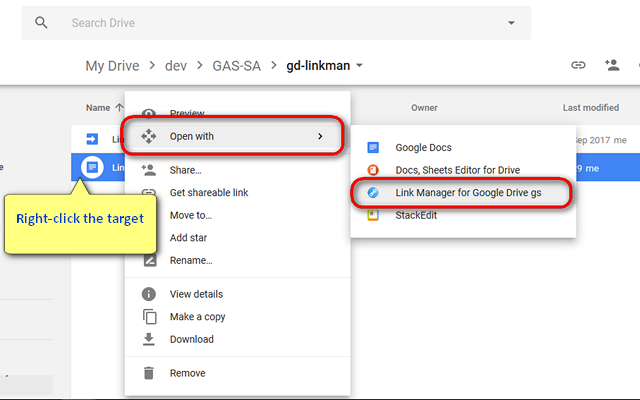 Search Drive
My Drive > dev > GAS-SA > gd-linkman
Name
Owner
Last modified
Preview
Open with
Lin
Sep 2017 me
Lin
9 me
Google Docs
Docs, Sheets Editor for Drive
Link Manager for Google Drive gs
StackEdit
Right-click the target
Share...
Get shareable link
Move to...
Add star
Rename...
View details
Make a copy
Download
Remove